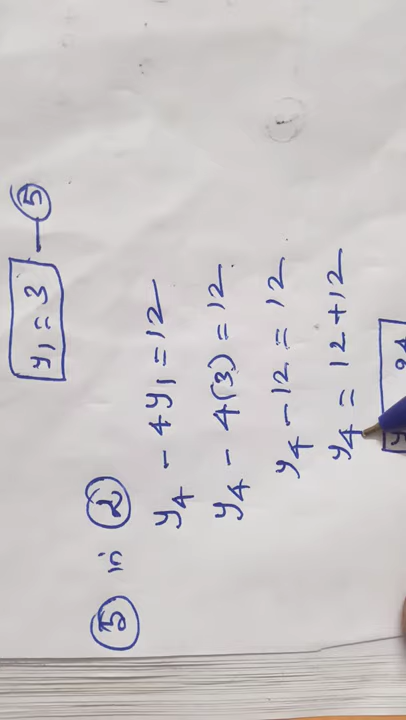 y₁ = 3 — ⑤
⑤ in ②
y₄ - 4y₁ = 12
y₄ - 4(3) = 12
y₄ - 12 = 12
y₄ = 12 + 12